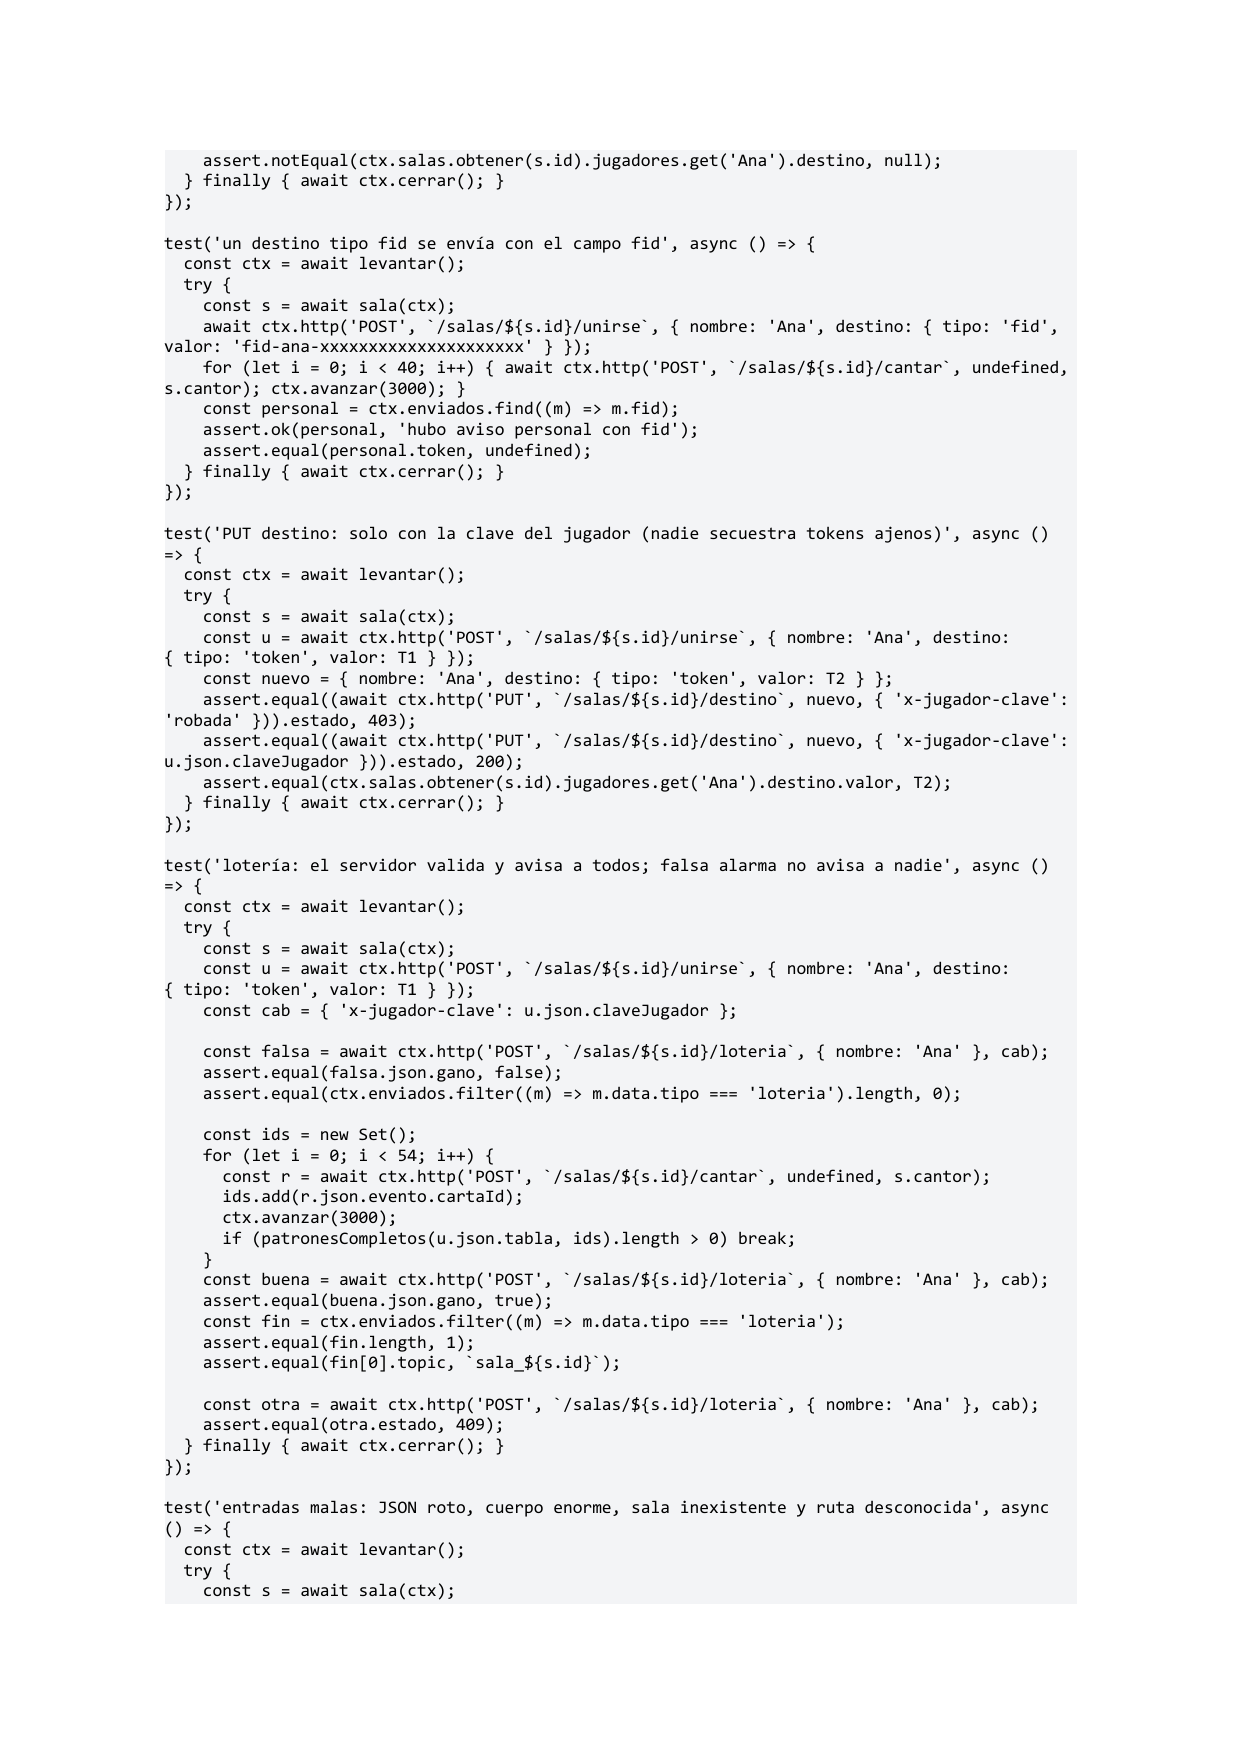 assert.notEqual(ctx.salas.obtener(s.id).jugadores.get('Ana').destino, null);
  } finally { await ctx.cerrar(); }
});

test('un destino tipo fid se envía con el campo fid', async () => {
  const ctx = await levantar();
  try {
    const s = await sala(ctx);
    await ctx.http('POST', `/salas/${s.id}/unirse`, { nombre: 'Ana', destino: { tipo: 'fid',
valor: 'fid-ana-xxxxxxxxxxxxxxxxxxxxx' } });
    for (let i = 0; i < 40; i++) { await ctx.http('POST', `/salas/${s.id}/cantar`, undefined,
s.cantor); ctx.avanzar(3000); }
    const personal = ctx.enviados.find((m) => m.fid);
    assert.ok(personal, 'hubo aviso personal con fid');
    assert.equal(personal.token, undefined);
  } finally { await ctx.cerrar(); }
});

test('PUT destino: solo con la clave del jugador (nadie secuestra tokens ajenos)', async ()
=> {
  const ctx = await levantar();
  try {
    const s = await sala(ctx);
    const u = await ctx.http('POST', `/salas/${s.id}/unirse`, { nombre: 'Ana', destino:
{ tipo: 'token', valor: T1 } });
    const nuevo = { nombre: 'Ana', destino: { tipo: 'token', valor: T2 } };
    assert.equal((await ctx.http('PUT', `/salas/${s.id}/destino`, nuevo, { 'x-jugador-clave':
'robada' })).estado, 403);
    assert.equal((await ctx.http('PUT', `/salas/${s.id}/destino`, nuevo, { 'x-jugador-clave':
u.json.claveJugador })).estado, 200);
    assert.equal(ctx.salas.obtener(s.id).jugadores.get('Ana').destino.valor, T2);
  } finally { await ctx.cerrar(); }
});

test('lotería: el servidor valida y avisa a todos; falsa alarma no avisa a nadie', async ()
=> {
  const ctx = await levantar();
  try {
    const s = await sala(ctx);
    const u = await ctx.http('POST', `/salas/${s.id}/unirse`, { nombre: 'Ana', destino:
{ tipo: 'token', valor: T1 } });
    const cab = { 'x-jugador-clave': u.json.claveJugador };

    const falsa = await ctx.http('POST', `/salas/${s.id}/loteria`, { nombre: 'Ana' }, cab);
    assert.equal(falsa.json.gano, false);
    assert.equal(ctx.enviados.filter((m) => m.data.tipo === 'loteria').length, 0);

    const ids = new Set();
    for (let i = 0; i < 54; i++) {
      const r = await ctx.http('POST', `/salas/${s.id}/cantar`, undefined, s.cantor);
      ids.add(r.json.evento.cartaId);
      ctx.avanzar(3000);
      if (patronesCompletos(u.json.tabla, ids).length > 0) break;
    }
    const buena = await ctx.http('POST', `/salas/${s.id}/loteria`, { nombre: 'Ana' }, cab);
    assert.equal(buena.json.gano, true);
    const fin = ctx.enviados.filter((m) => m.data.tipo === 'loteria');
    assert.equal(fin.length, 1);
    assert.equal(fin[0].topic, `sala_${s.id}`);

    const otra = await ctx.http('POST', `/salas/${s.id}/loteria`, { nombre: 'Ana' }, cab);
    assert.equal(otra.estado, 409);
  } finally { await ctx.cerrar(); }
});

test('entradas malas: JSON roto, cuerpo enorme, sala inexistente y ruta desconocida', async
() => {
  const ctx = await levantar();
  try {
    const s = await sala(ctx);